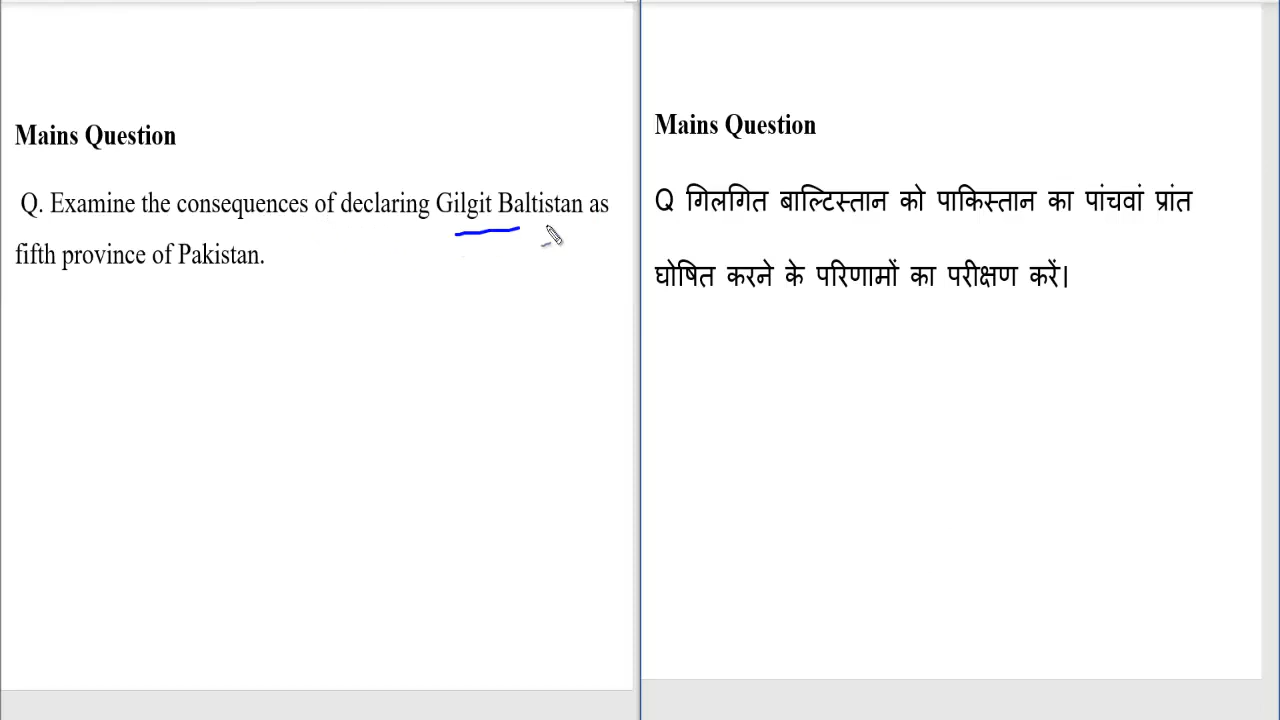 Mains Question
Q. Examine the consequences of declaring Gilgit Baltistan as
fifth province of Pakistan.
Mains Question
Q गिलगित बाल्टिस्तान को पाकिस्तान का पांचवां प्रांत
घोषित करने के परिणामों का परीक्षण करें।